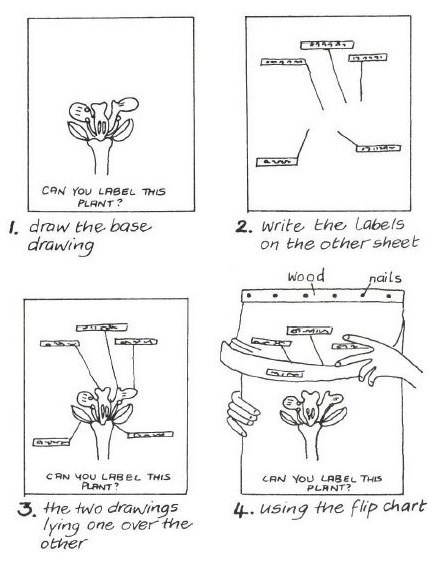 CAN YOU LABEL THIS
PLANT?
1. draw the base
drawing
2. write the labels
on the other sheet
CAN YOU LABEL THIS
PLANT?
3. the two drawings
lying one over the
other
wood nails
CAN YOU LABEL THIS
PLANT?
4. using the flip chart